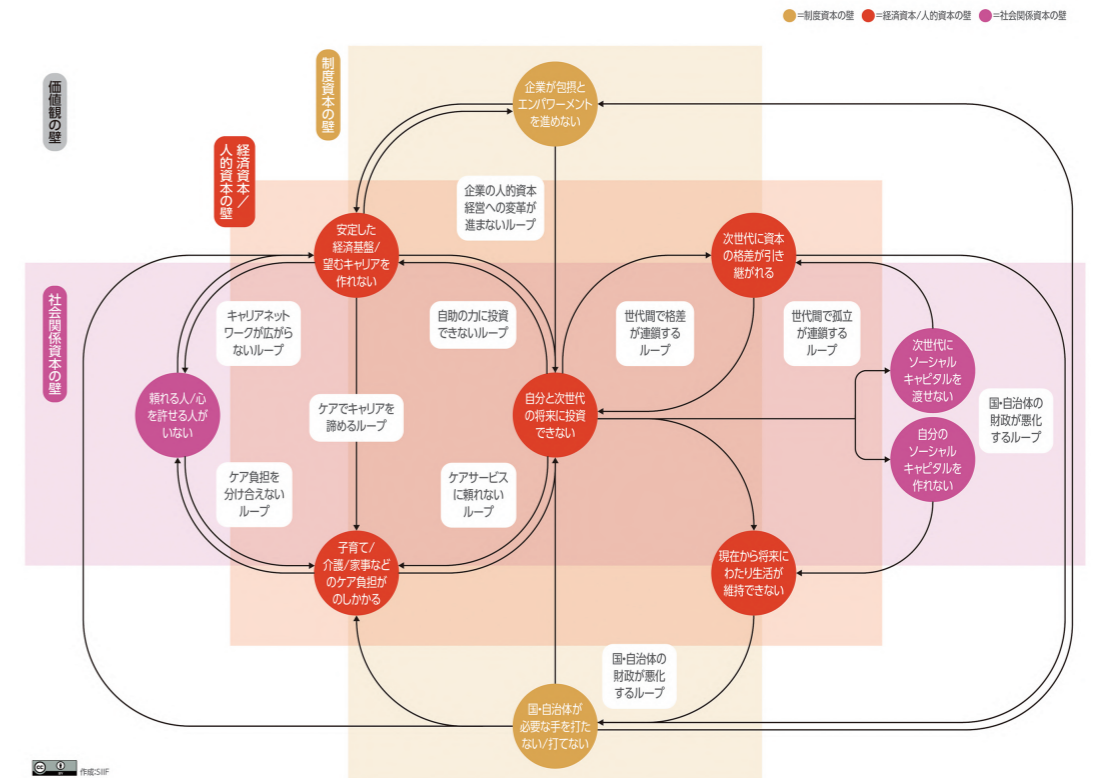 =制度資本の壁 =経済資本/人的資本の壁 =社会関係資本の壁
価値観の壁
制度資本の壁
経済資本/
人的資本の壁
社会関係資本の壁
企業が包摂と
エンパワーメント
を進めない
企業の人的資本
経営への変革が
進まないループ
安定した
経済基盤/
望むキャリアを
作れない
次世代に資本
の格差が引き
継がれる
キャリアネット
ワークが広がら
ないループ
自助の力に投資
できないループ
世代間で格差
が連鎖する
ループ
世代間で孤立
が連鎖する
ループ
次世代に
ソーシャル
キャピタルを
渡せない
頼れる人/心
を許せる人が
いない
ケアでキャリアを
諦めるループ
自分と次世代
の将来に投資
できない
国・自治体の
財政が悪化
するループ
自分の
ソーシャル
キャピタルを
作れない
ケア負担を
分け合えない
ループ
ケアサービス
に頼れない
ループ
子育て/
介護/家事など
のケア負担が
のしかかる
現在から将来に
わたり生活が
維持できない
国・自治体の
財政が悪化
するループ
国・自治体が
必要な手を打た
ない/打てない
cc
BY
作成:SIIF